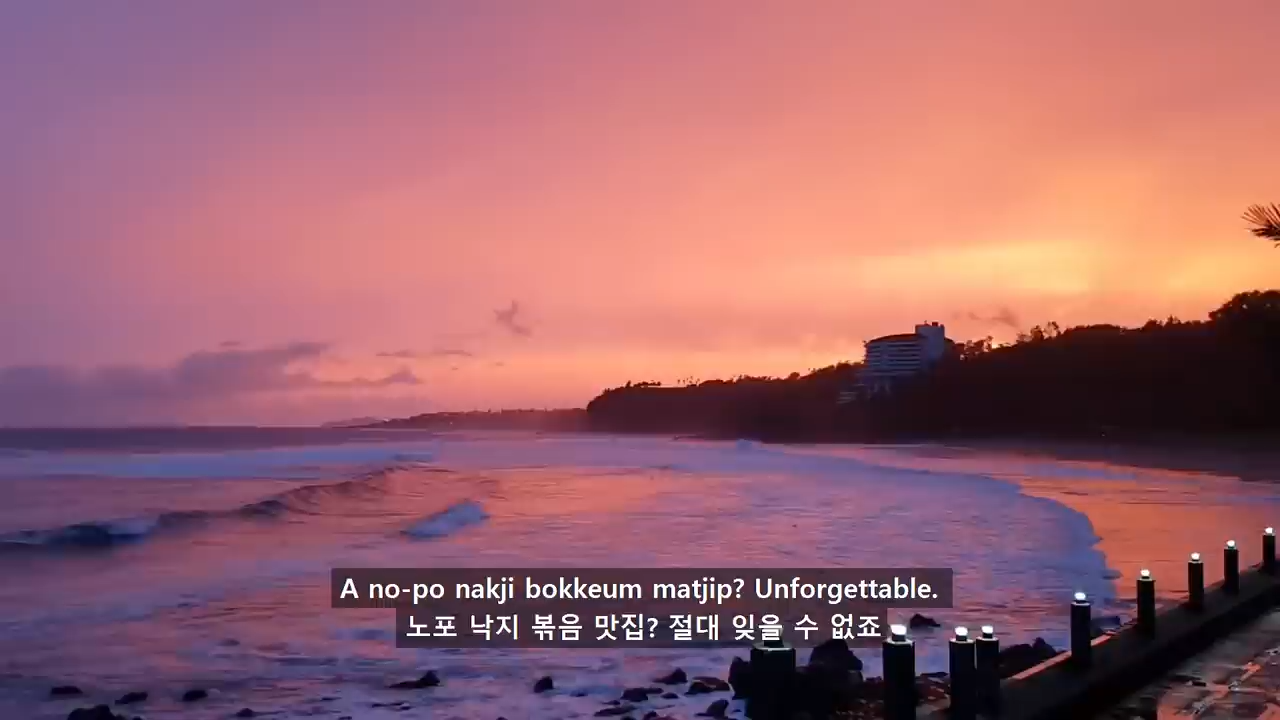 A no-po nakji bokkeum matjip? Unforgettable.
노포 낙지 볶음 맛집? 절대 잊을 수 없죠